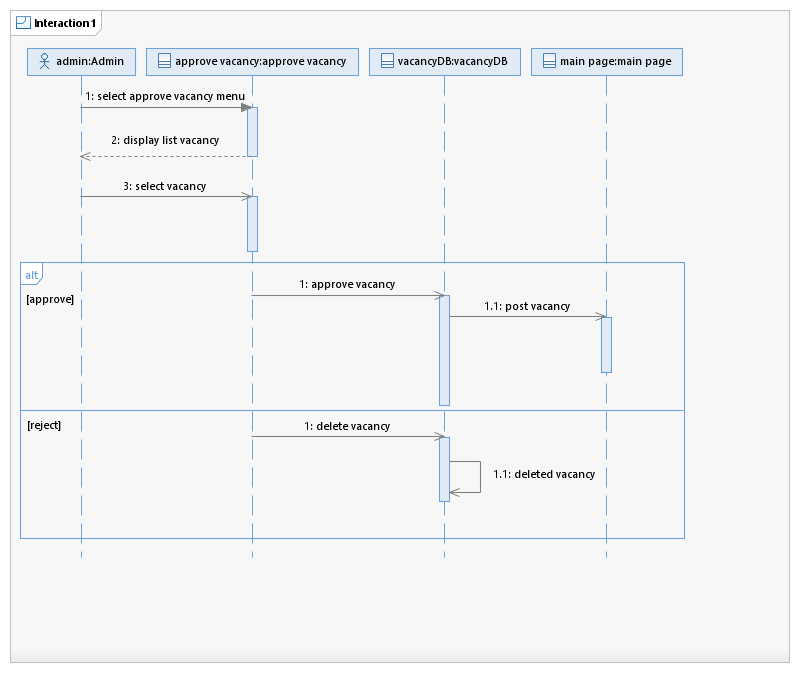 Interaction1
admin:Admin
approve vacancy:approve vacancy
vacancyDB:vacancyDB
main page:main page
1: select approve vacancy menu
2: display list vacancy
3: select vacancy
alt
[approve]
1: approve vacancy
1.1: post vacancy
[reject]
1: delete vacancy
1.1: deleted vacancy